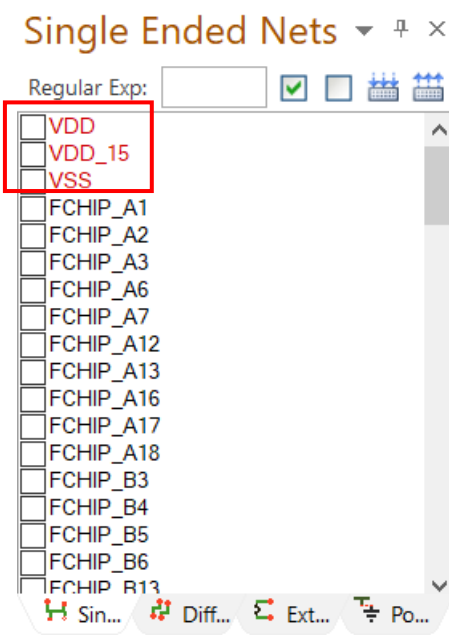 Single Ended Nets
Regular Exp:
VDD
VDD_15
VSS
FCHIP_A1
FCHIP_A2
FCHIP_A3
FCHIP_A6
FCHIP_A7
FCHIP_A12
FCHIP_A13
FCHIP_A16
FCHIP_A17
FCHIP_A18
FCHIP_B3
FCHIP_B4
FCHIP_B5
FCHIP_B6
FCHIP_B13
Sin... Diff... Ext... Po...